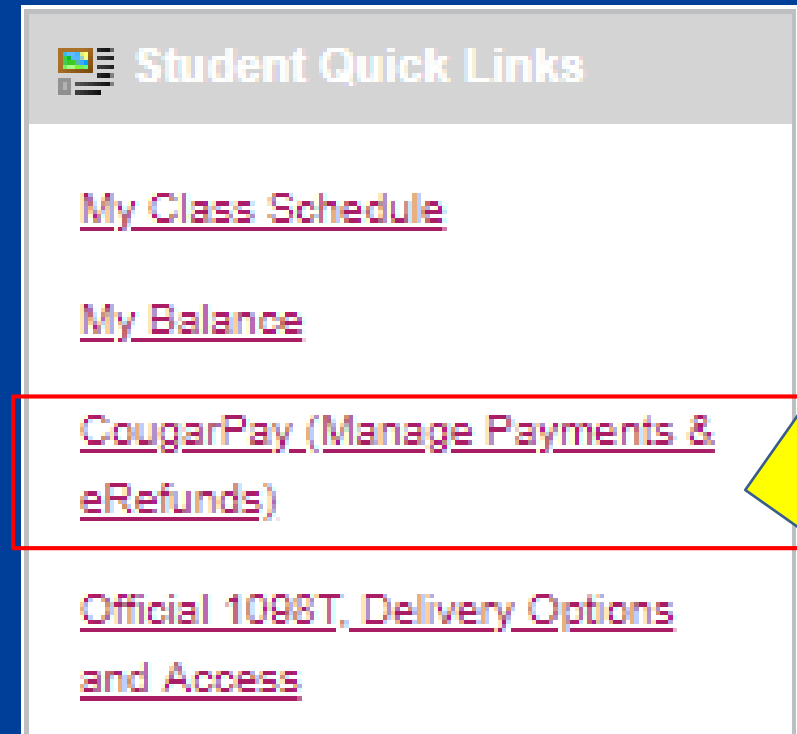 Student Quick Links
My Class Schedule
My Balance
CougarPay (Manage Payments &
eRefunds)
Official 1098T, Delivery Options
and Access